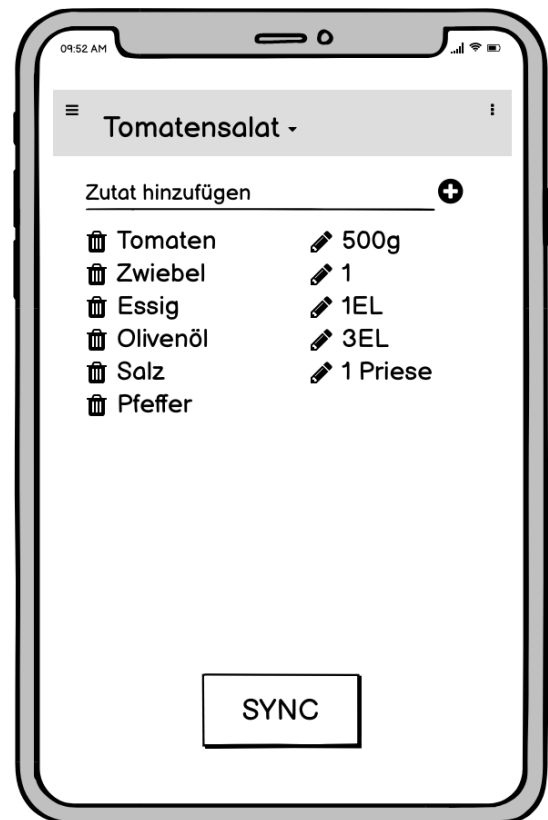 09:52 AM
Tomatensalat
Zutat hinzufügen
Tomaten 500g
Zwiebel 1
Essig 1EL
Olivenöl 3EL
Salz 1 Priese
Pfeffer
SYNC